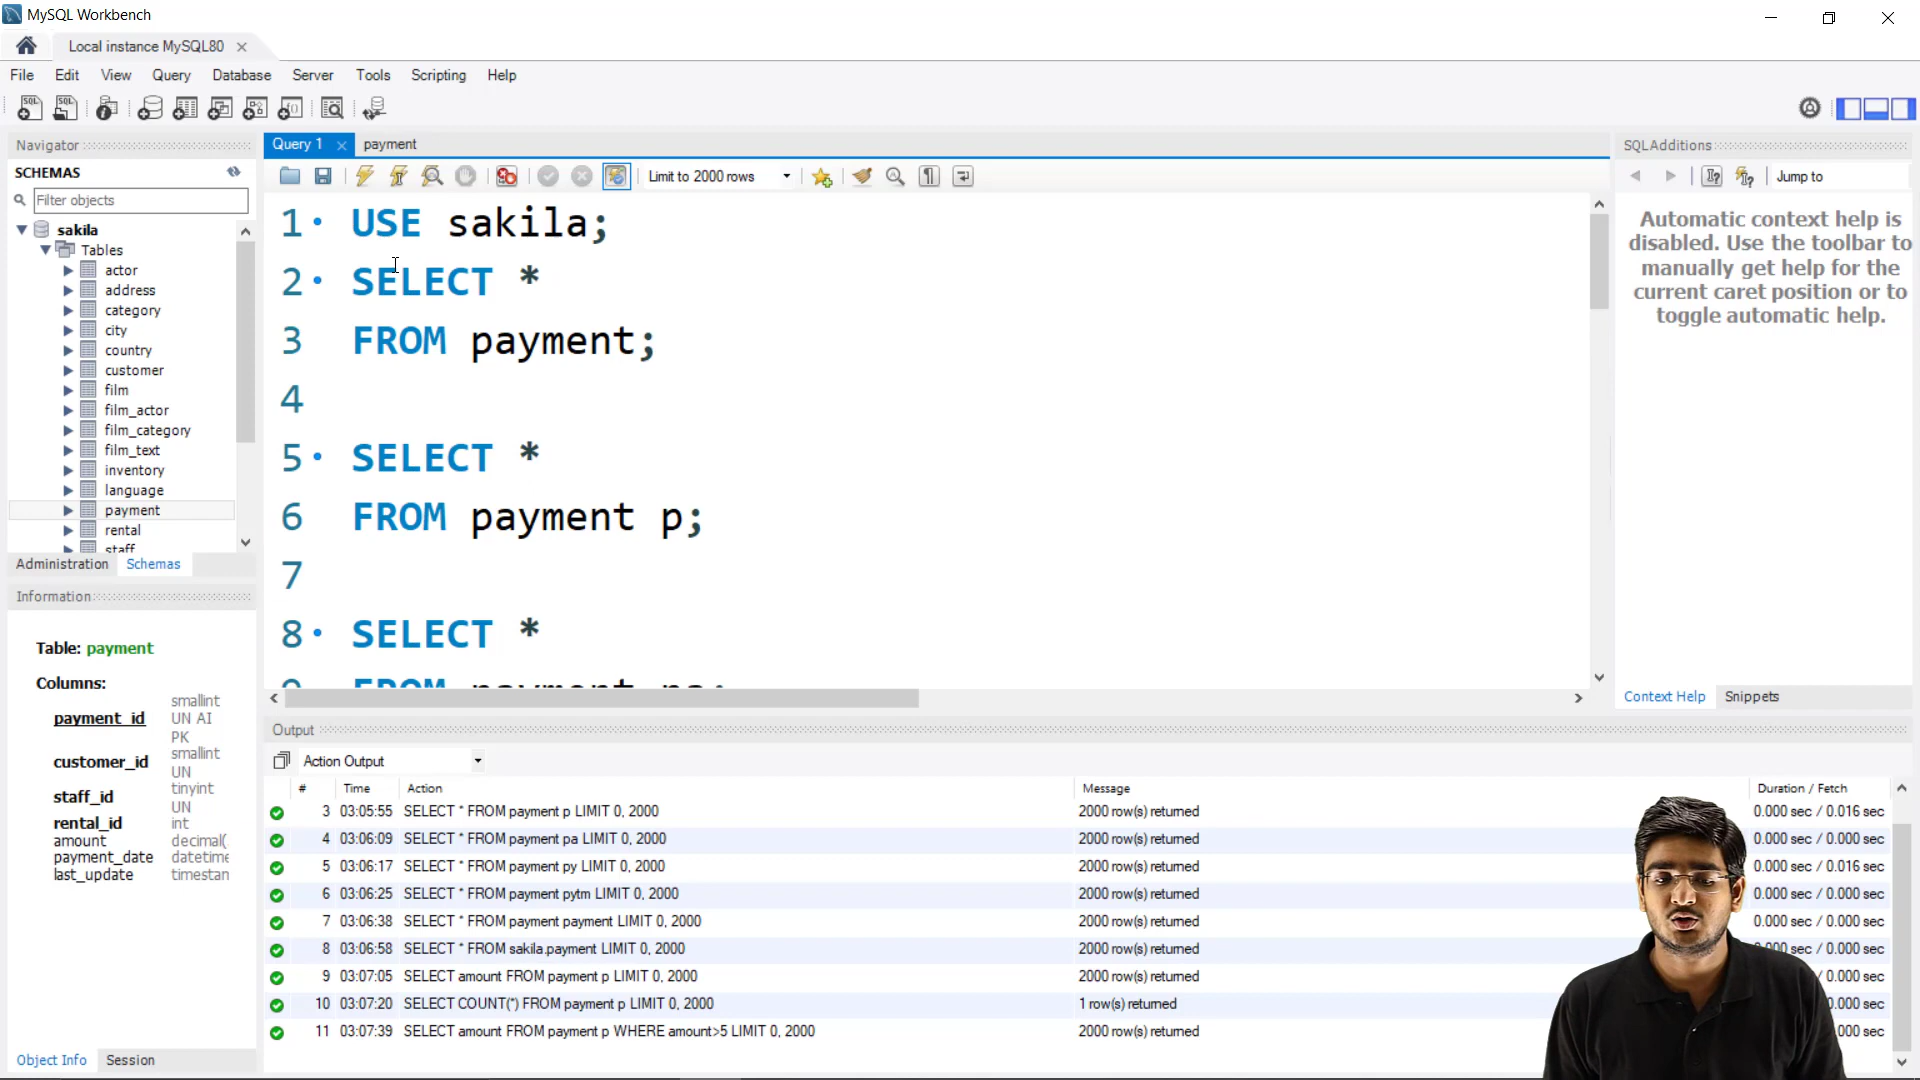 MySQL Workbench
Local instance MySQL80
File Edit View Query Database Server Tools Scripting Help
Navigator
SCHEMAS
Filter objects
sakila
Tables
actor
address
category
city
country
customer
film
film_actor
film_category
film_text
inventory
language
payment
rental
staff
Administration Schemas
Information
Table: payment
Columns:
payment_id smallint UN AI PK
customer_id smallint UN
staff_id tinyint UN
rental_id int
amount decimal(
payment_date datetime
last_update timestan
Object Info Session
Query 1 payment
Limit to 2000 rows
1 USE sakila;
2 SELECT *
3 FROM payment;
4
5 SELECT *
6 FROM payment p;
7
8 SELECT *
9 FROM payment pa;
Output
Action Output
# Time Action Message Duration / Fetch
3 03:05:55 SELECT * FROM payment p LIMIT 0, 2000 2000 row(s) returned 0.000 sec / 0.016 sec
4 03:06:09 SELECT * FROM payment pa LIMIT 0, 2000 2000 row(s) returned 0.000 sec / 0.000 sec
5 03:06:17 SELECT * FROM payment py LIMIT 0, 2000 2000 row(s) returned 0.000 sec / 0.016 sec
6 03:06:25 SELECT * FROM payment pytm LIMIT 0, 2000 2000 row(s) returned 0.000 sec / 0.000 sec
7 03:06:38 SELECT * FROM payment payment LIMIT 0, 2000 2000 row(s) returned 0.000 sec / 0.000 sec
8 03:06:58 SELECT * FROM sakila.payment LIMIT 0, 2000 2000 row(s) returned sec / 0.000 sec
9 03:07:05 SELECT amount FROM payment p LIMIT 0, 2000 2000 row(s) returned 0.000 sec
10 03:07:20 SELECT COUNT(*) FROM payment p LIMIT 0, 2000 1 row(s) returned 0.000 sec
11 03:07:39 SELECT amount FROM payment p WHERE amount>5 LIMIT 0, 2000 2000 row(s) returned 000 sec
SQLAdditions
Jump to
Automatic context help is
disabled. Use the toolbar to
manually get help for the
current caret position or to
toggle automatic help.
Context Help Snippets